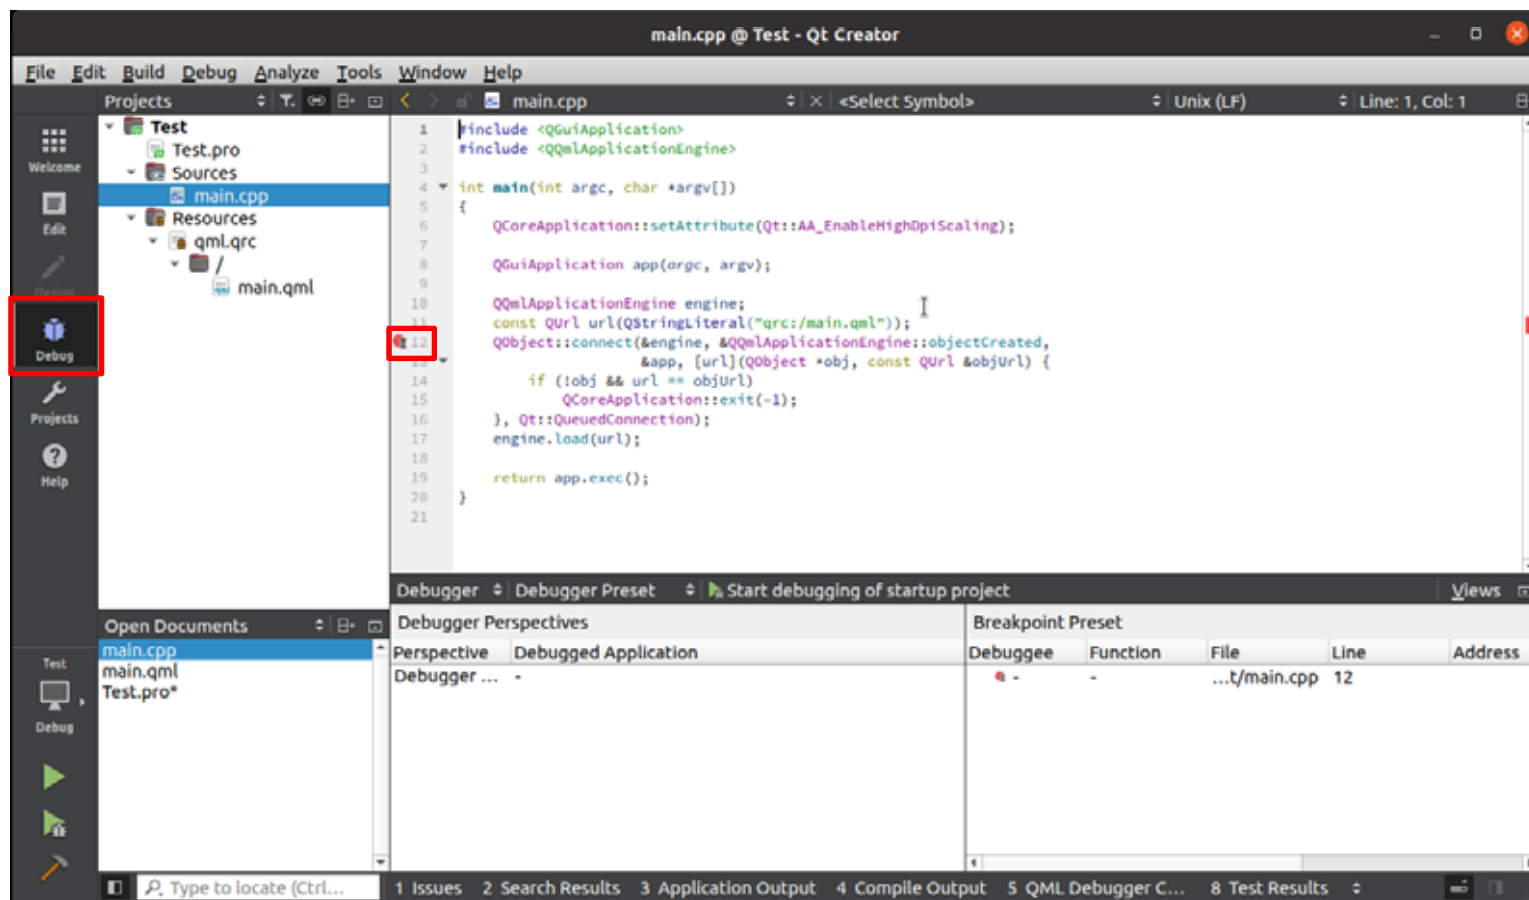 main.cpp @ Test - Qt Creator
File Edit Build Debug Analyze Tools Window Help
Projects main.cpp <Select Symbol> Unix (LF) Line: 1, Col: 1
Welcome
Edit
Design
Debug
Projects
Help
Test
Test.pro
Sources
main.cpp
Resources
qml.qrc
/
main.qml
1 #include <QGuiApplication>
2 #include <QQmlApplicationEngine>
3
4 int main(int argc, char *argv[])
5 {
6 QCoreApplication::setAttribute(Qt::AA_EnableHighDpiScaling);
7
8 QGuiApplication app(argc, argv);
9
10 QQmlApplicationEngine engine;
11 const QUrl url(QStringLiteral("qrc:/main.qml"));
12 QObject::connect(&engine, &QQmlApplicationEngine::objectCreated,
13 &app, [url](QObject *obj, const QUrl &objUrl) {
14 if (!obj && url == objUrl)
15 QCoreApplication::exit(-1);
16 }, Qt::QueuedConnection);
17 engine.load(url);
18
19 return app.exec();
20 }
21
Debugger Debugger Preset Start debugging of startup project Views
Open Documents
main.cpp
main.qml
Test.pro*
Debugger Perspectives
Perspective Debugged Application
Debugger ... -
Breakpoint Preset
Debuggee Function File Line Address
- - ...t/main.cpp 12
Test
Debug
Type to locate (Ctrl...
1 Issues 2 Search Results 3 Application Output 4 Compile Output 5 QML Debugger C... 8 Test Results